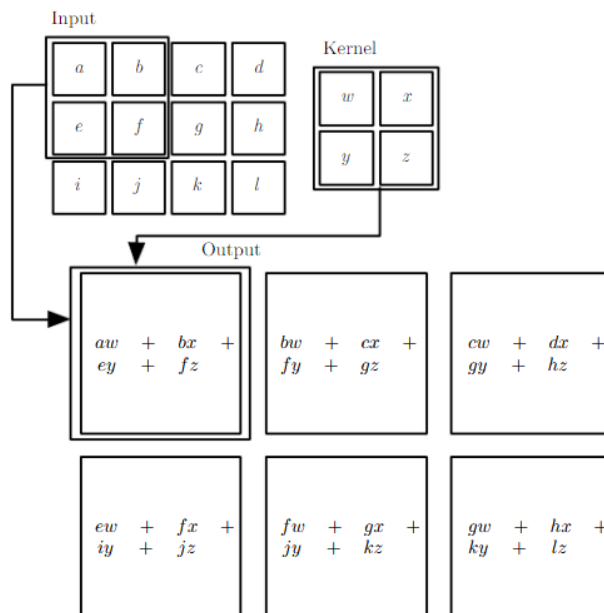 Input
a b c d
e f g h
i j k l
Kernel
w x
y z
Output
aw + bx +
ey + fz
bw + cx +
fy + gz
cw + dx +
gy + hz
ew + fx +
iy + jz
fw + gx +
jy + kz
gw + hx +
ky + lz